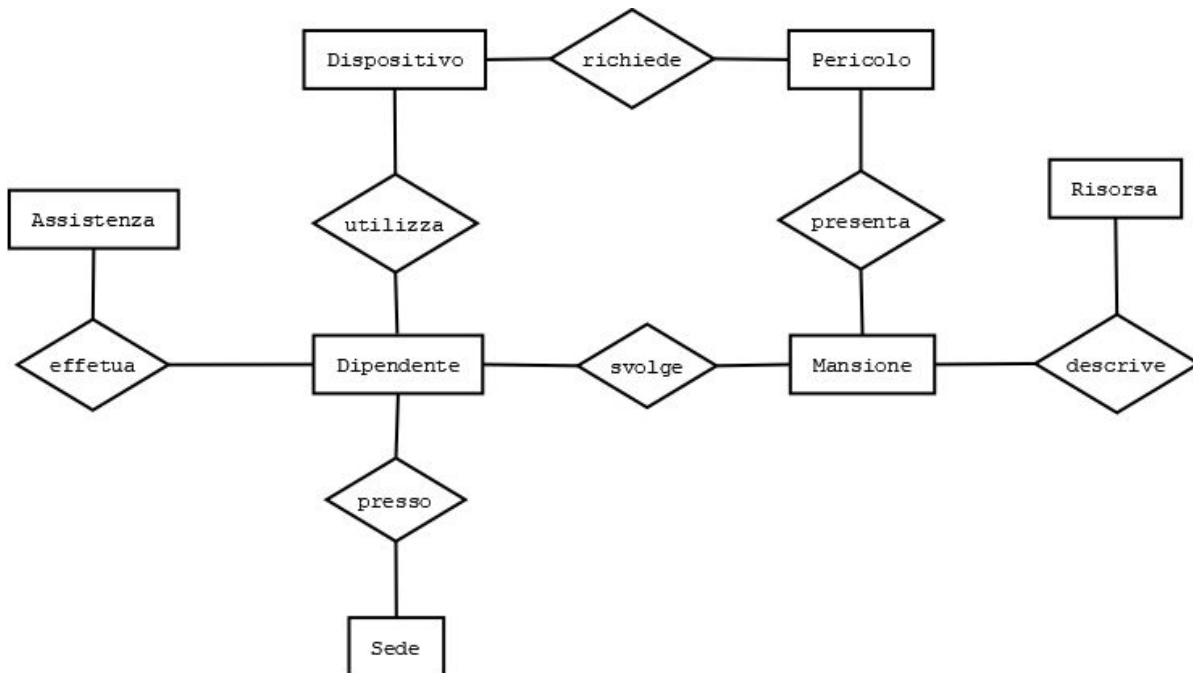 Dispositivo
richiede
Pericolo
Assistenza
utilizza
presenta
Risorsa
effetua
Dipendente
svolge
Mansione
descrive
presso
Sede